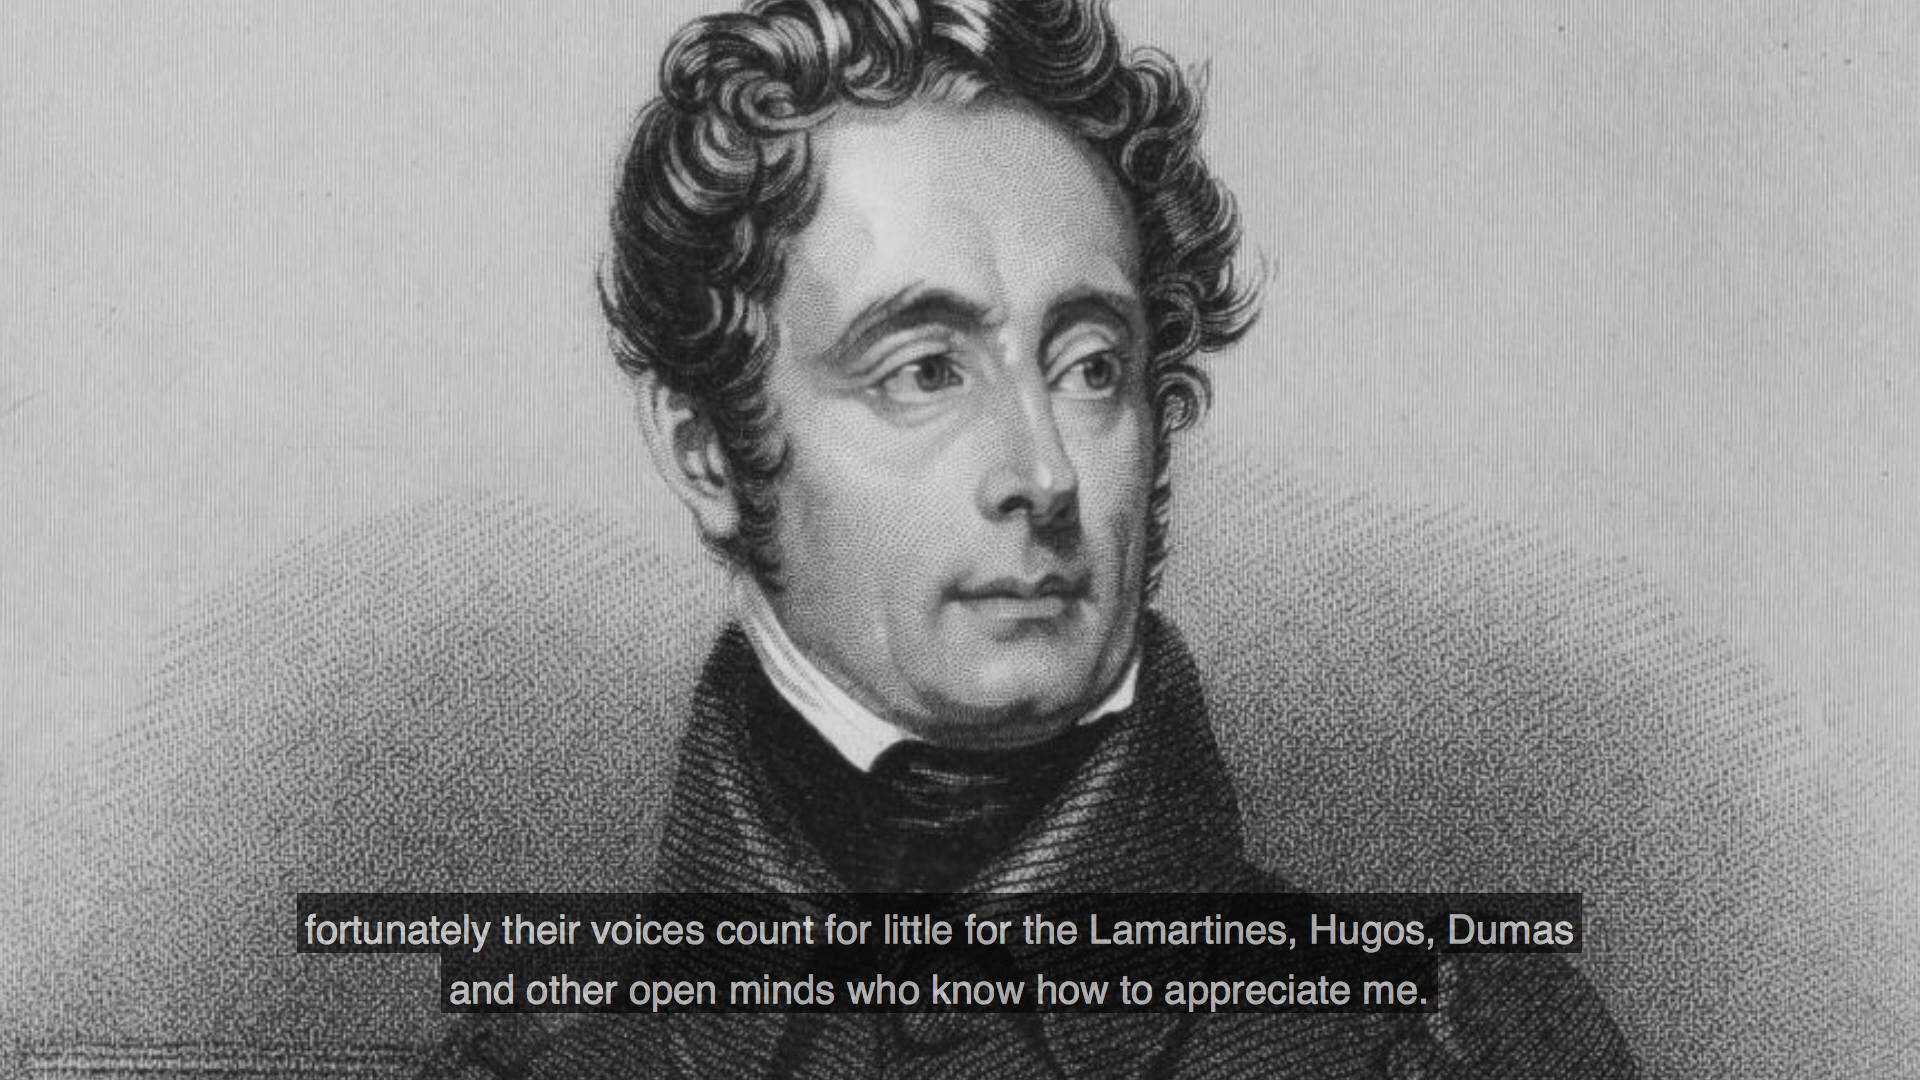 fortunately their voices count for little for the Lamartines, Hugos, Dumas
and other open minds who know how to appreciate me.